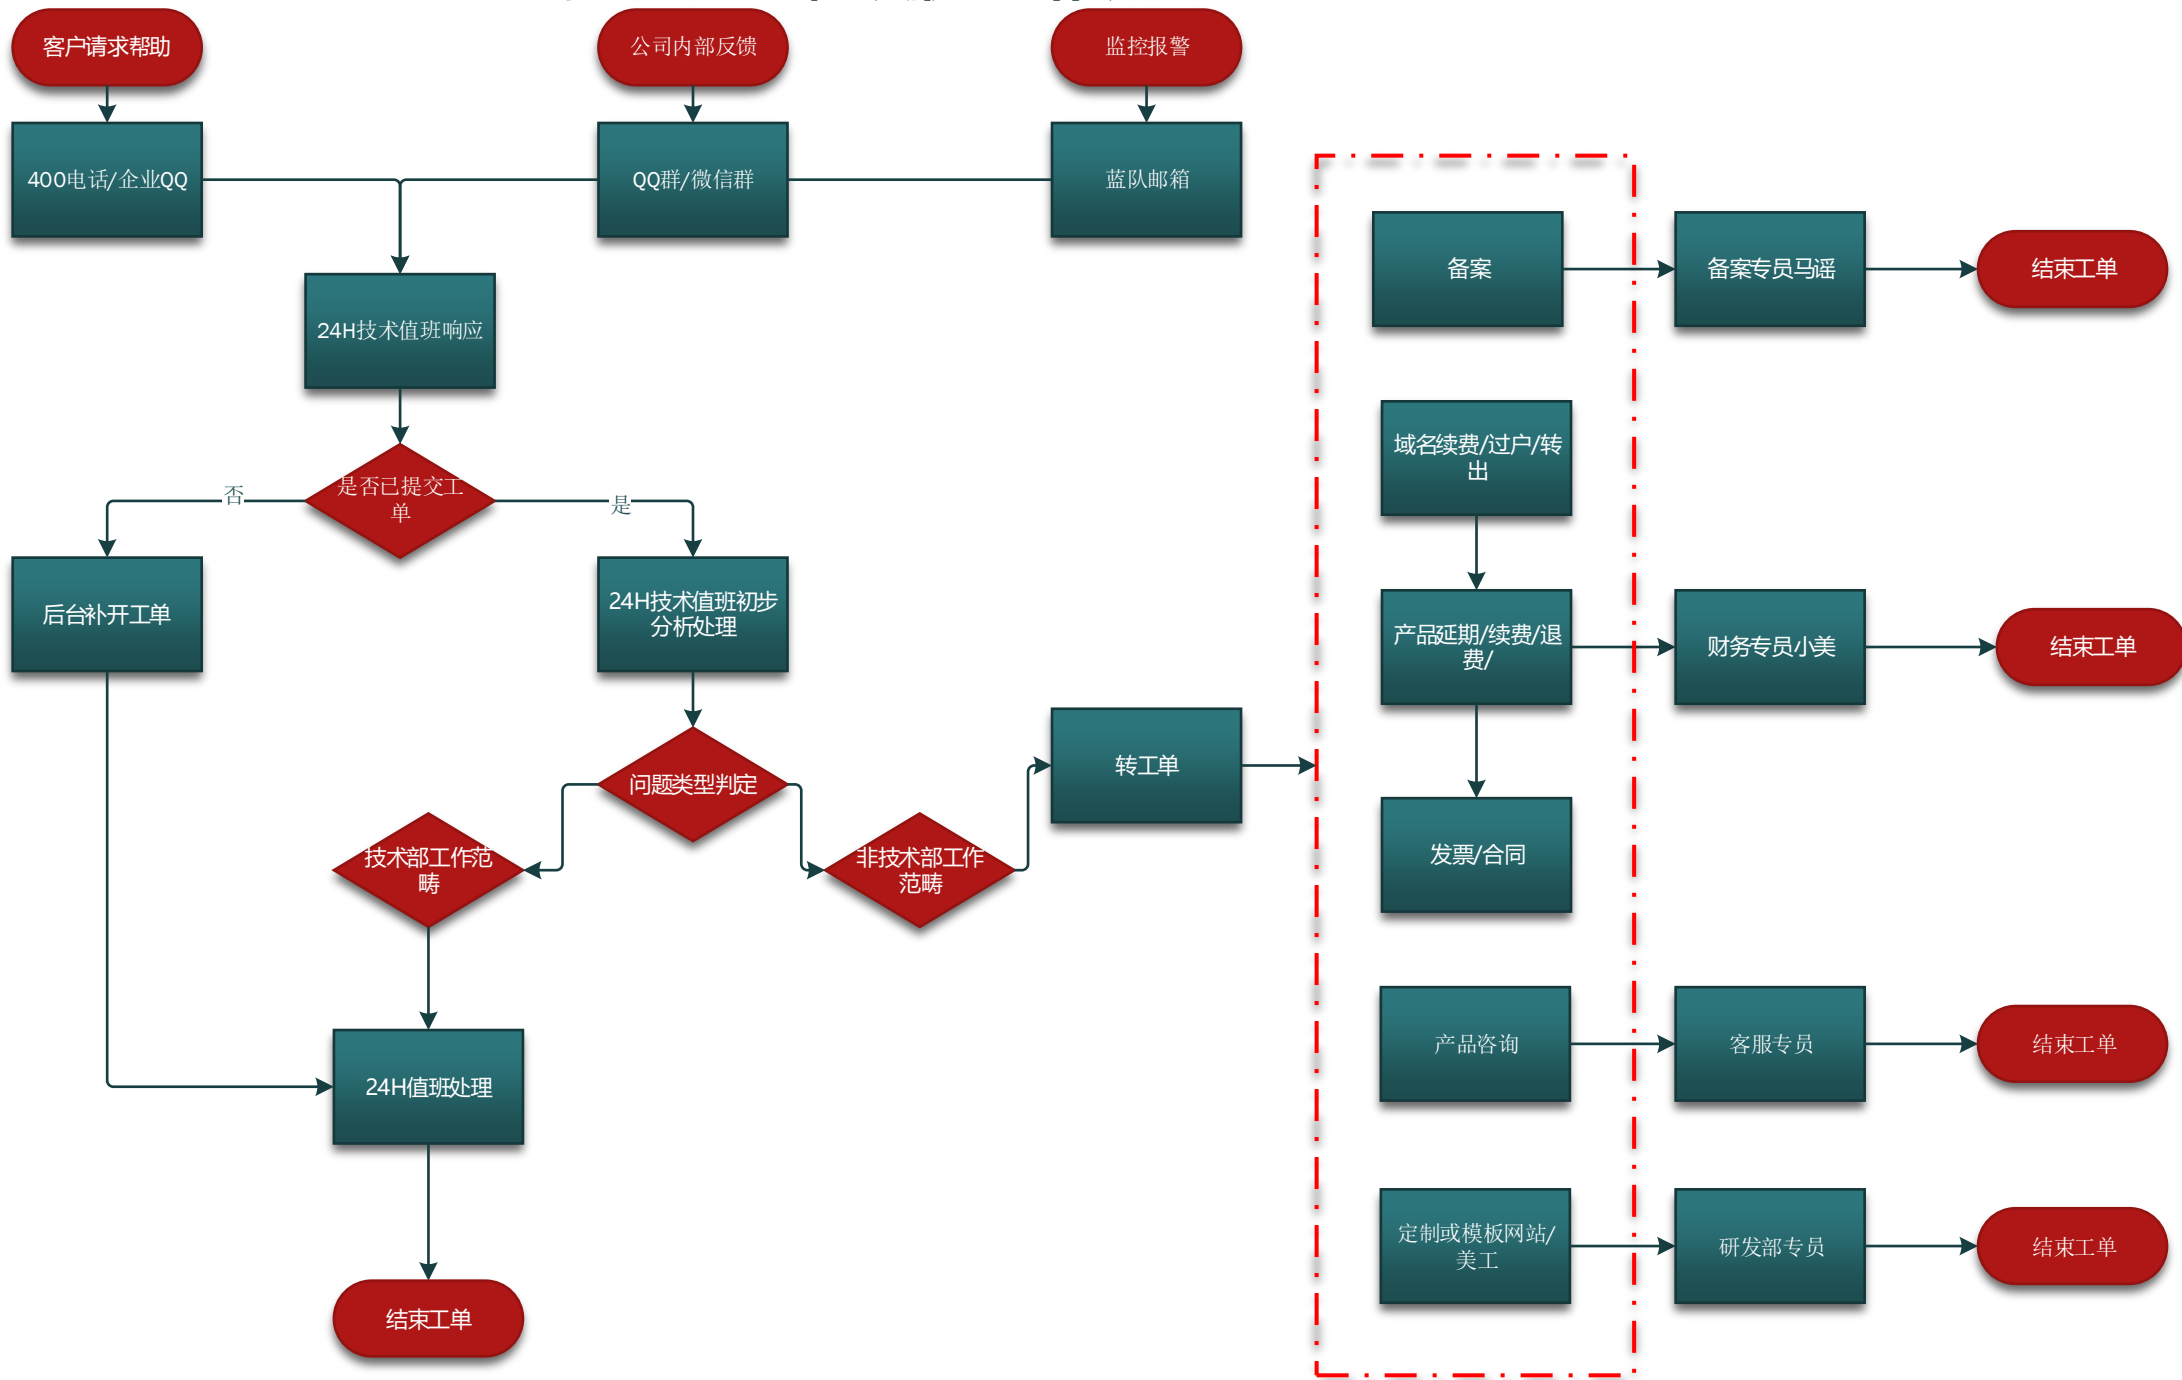 客户请求帮助
公司内部反馈
监控报警
400电话/企业QQ
QQ群/微信群
蓝队邮箱
备案
备案专员马谣
结束工单
24H技术值班响应
域名续费/过户/转
出
是否已提交工
单
否
是
后台补开工单
24H技术值班初步
分析处理
产品延期/续费/退
费/
财务专员小美
结束工单
转工单
问题类型判定
技术部工作范
畴
非技术部工作
范畴
发票/合同
产品咨询
客服专员
结束工单
24H值班处理
定制或模板网站/
美工
研发部专员
结束工单
结束工单